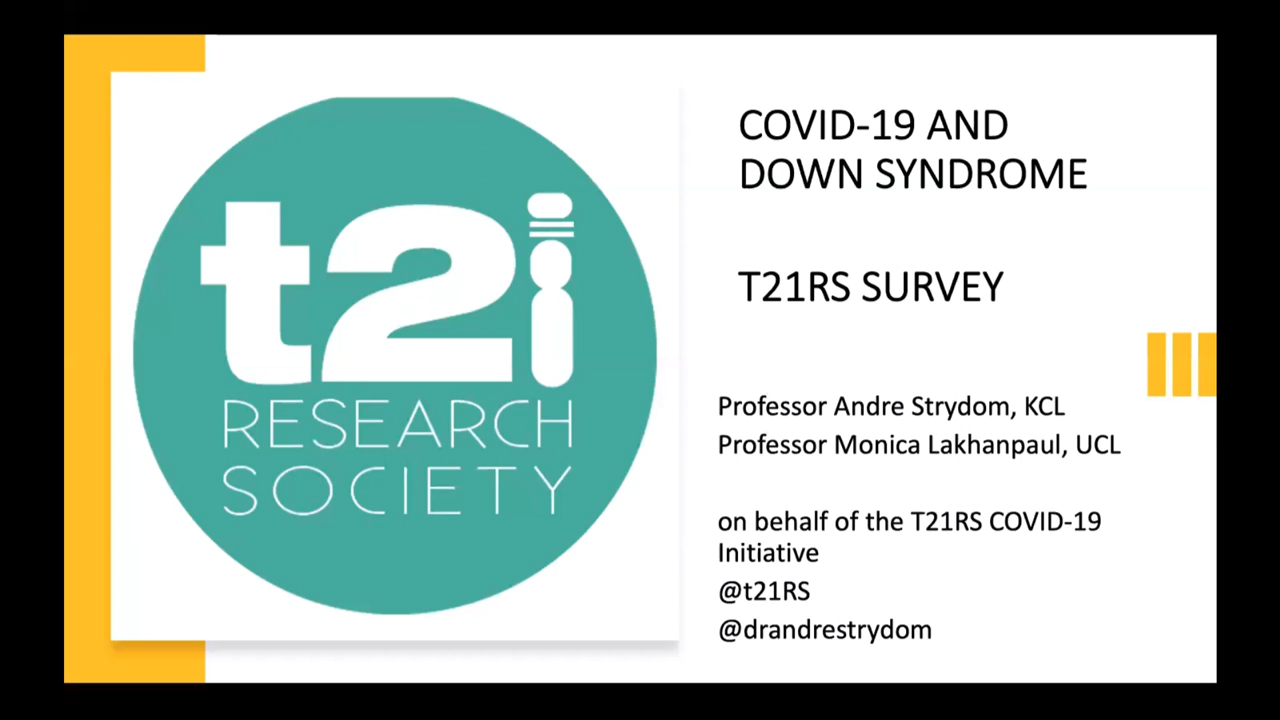 t21
RESEARCH
SOCIETY
COVID-19 AND
DOWN SYNDROME
T21RS SURVEY
Professor Andre Strydom, KCL
Professor Monica Lakhanpaul, UCL
on behalf of the T21RS COVID-19
Initiative
@t21RS
@drandrestrydom